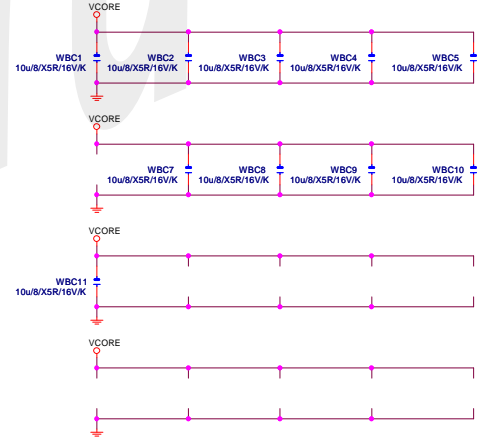 VCORE
WBC1 WBC2 WBC3 WBC4 WBC5
10u/8/X5R/16V/K 10u/8/X5R/16V/K 10u/8/X5R/16V/K 10u/8/X5R/16V/K 10u/8/X5R/16V/K
VCORE
WBC7 WBC8 WBC9 WBC10
10u/8/X5R/16V/K 10u/8/X5R/16V/K 10u/8/X5R/16V/K 10u/8/X5R/16V/K
VCORE
WBC11
10u/8/X5R/16V/K
VCORE